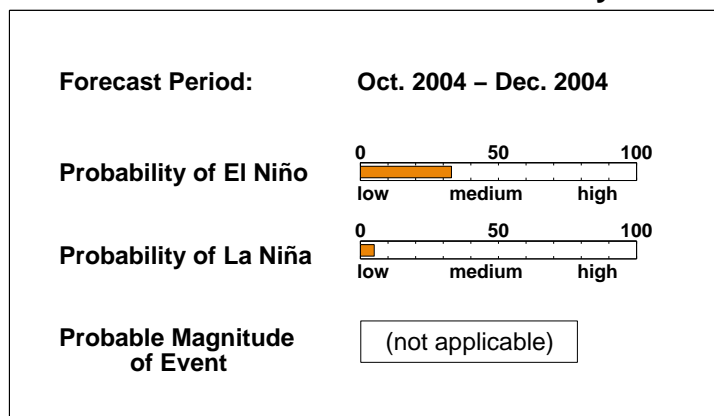 Forecast Period: Oct. 2004 – Dec. 2004
0 50 100
Probability of El Niño
low medium high
0 50 100
Probability of La Niña
low medium high
Probable Magnitude
of Event
(not applicable)